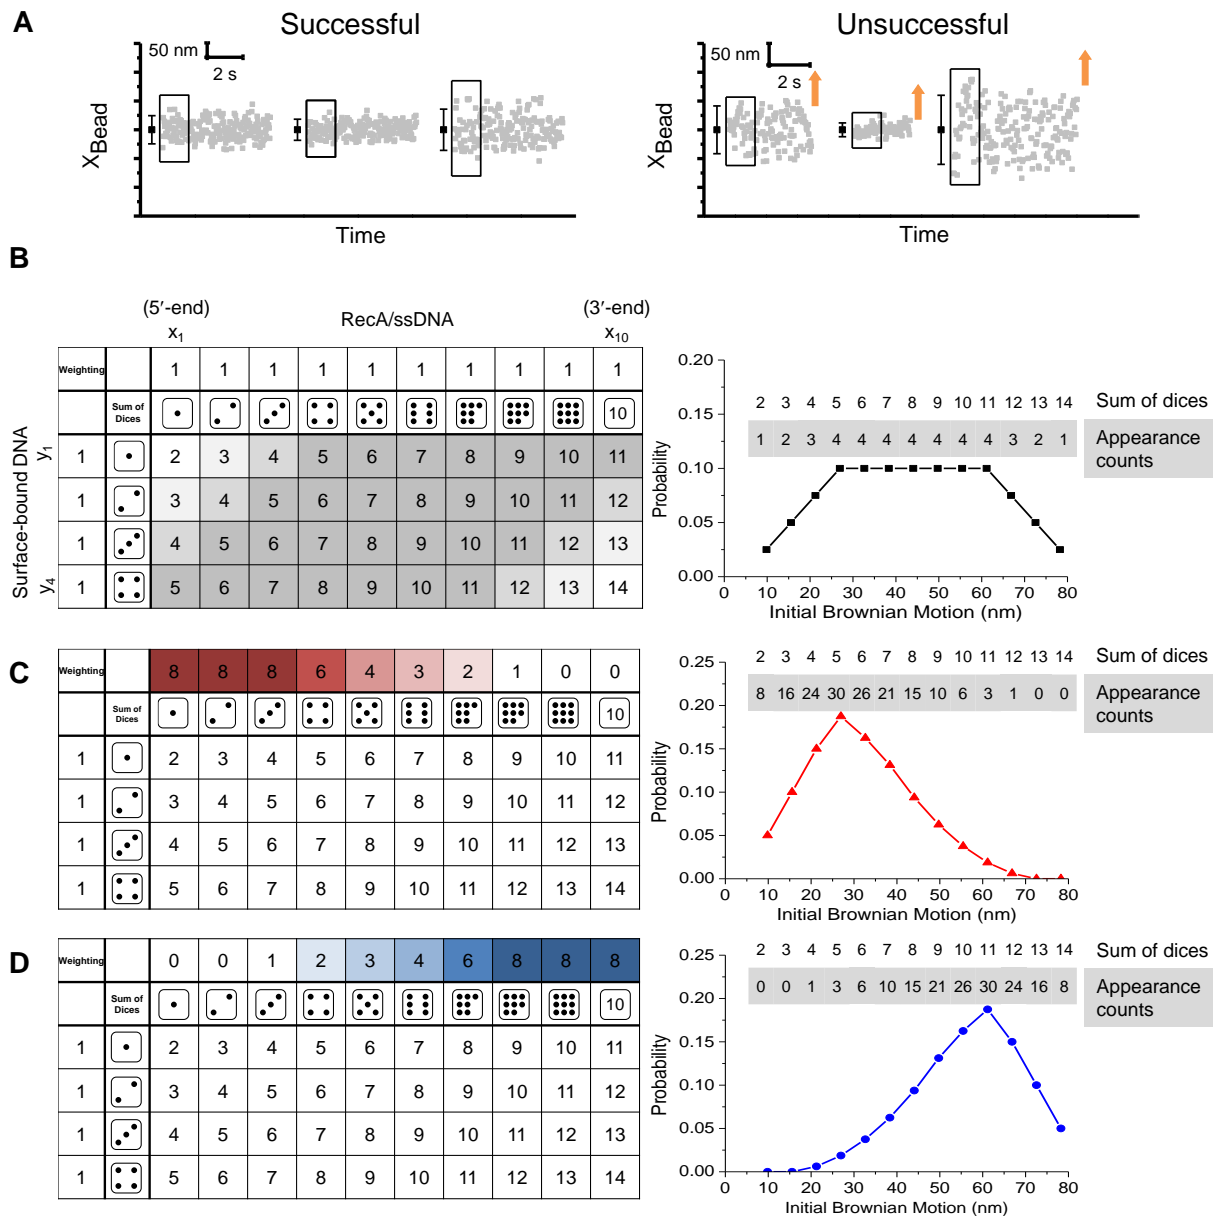 A
Successful
Unsuccessful
50 nm
2 s
50 nm
2 s
X Bead
X Bead
Time
Time
B
(5′-end)
x1
RecA/ssDNA
(3′-end)
x10
Weighting 1 1 1 1 1 1 1 1 1 1
Sum of Dices 10
Surface-bound DNA
y1
y4
1 2 3 4 5 6 7 8 9 10 11
1 3 4 5 6 7 8 9 10 11 12
1 4 5 6 7 8 9 10 11 12 13
1 5 6 7 8 9 10 11 12 13 14
Probability
0.20
0.15
0.10
0.05
0.00
2 3 4 5 6 7 8 9 10 11 12 13 14 Sum of dices
1 2 3 4 4 4 4 4 4 4 3 2 1 Appearance counts
0 10 20 30 40 50 60 70 80
Initial Brownian Motion (nm)
C
Weighting 8 8 8 6 4 3 2 1 0 0
Sum of Dices 10
1 2 3 4 5 6 7 8 9 10 11
1 3 4 5 6 7 8 9 10 11 12
1 4 5 6 7 8 9 10 11 12 13
1 5 6 7 8 9 10 11 12 13 14
Probability
0.25
0.20
0.15
0.10
0.05
0.00
2 3 4 5 6 7 8 9 10 11 12 13 14 Sum of dices
8 16 24 30 26 21 15 10 6 3 1 0 0 Appearance counts
0 10 20 30 40 50 60 70 80
Initial Brownian Motion (nm)
D
Weighting 0 0 1 2 3 4 6 8 8 8
Sum of Dices 10
1 2 3 4 5 6 7 8 9 10 11
1 3 4 5 6 7 8 9 10 11 12
1 4 5 6 7 8 9 10 11 12 13
1 5 6 7 8 9 10 11 12 13 14
Probability
0.25
0.20
0.15
0.10
0.05
0.00
2 3 4 5 6 7 8 9 10 11 12 13 14 Sum of dices
0 0 1 3 6 10 15 21 26 30 24 16 8 Appearance counts
0 10 20 30 40 50 60 70 80
Initial Brownian Motion (nm)